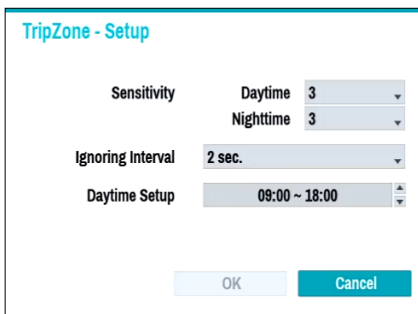 TripZone - Setup
Sensitivity Daytime 3
Nighttime 3
Ignoring Interval 2 sec.
Daytime Setup 09:00 ~ 18:00
OK Cancel